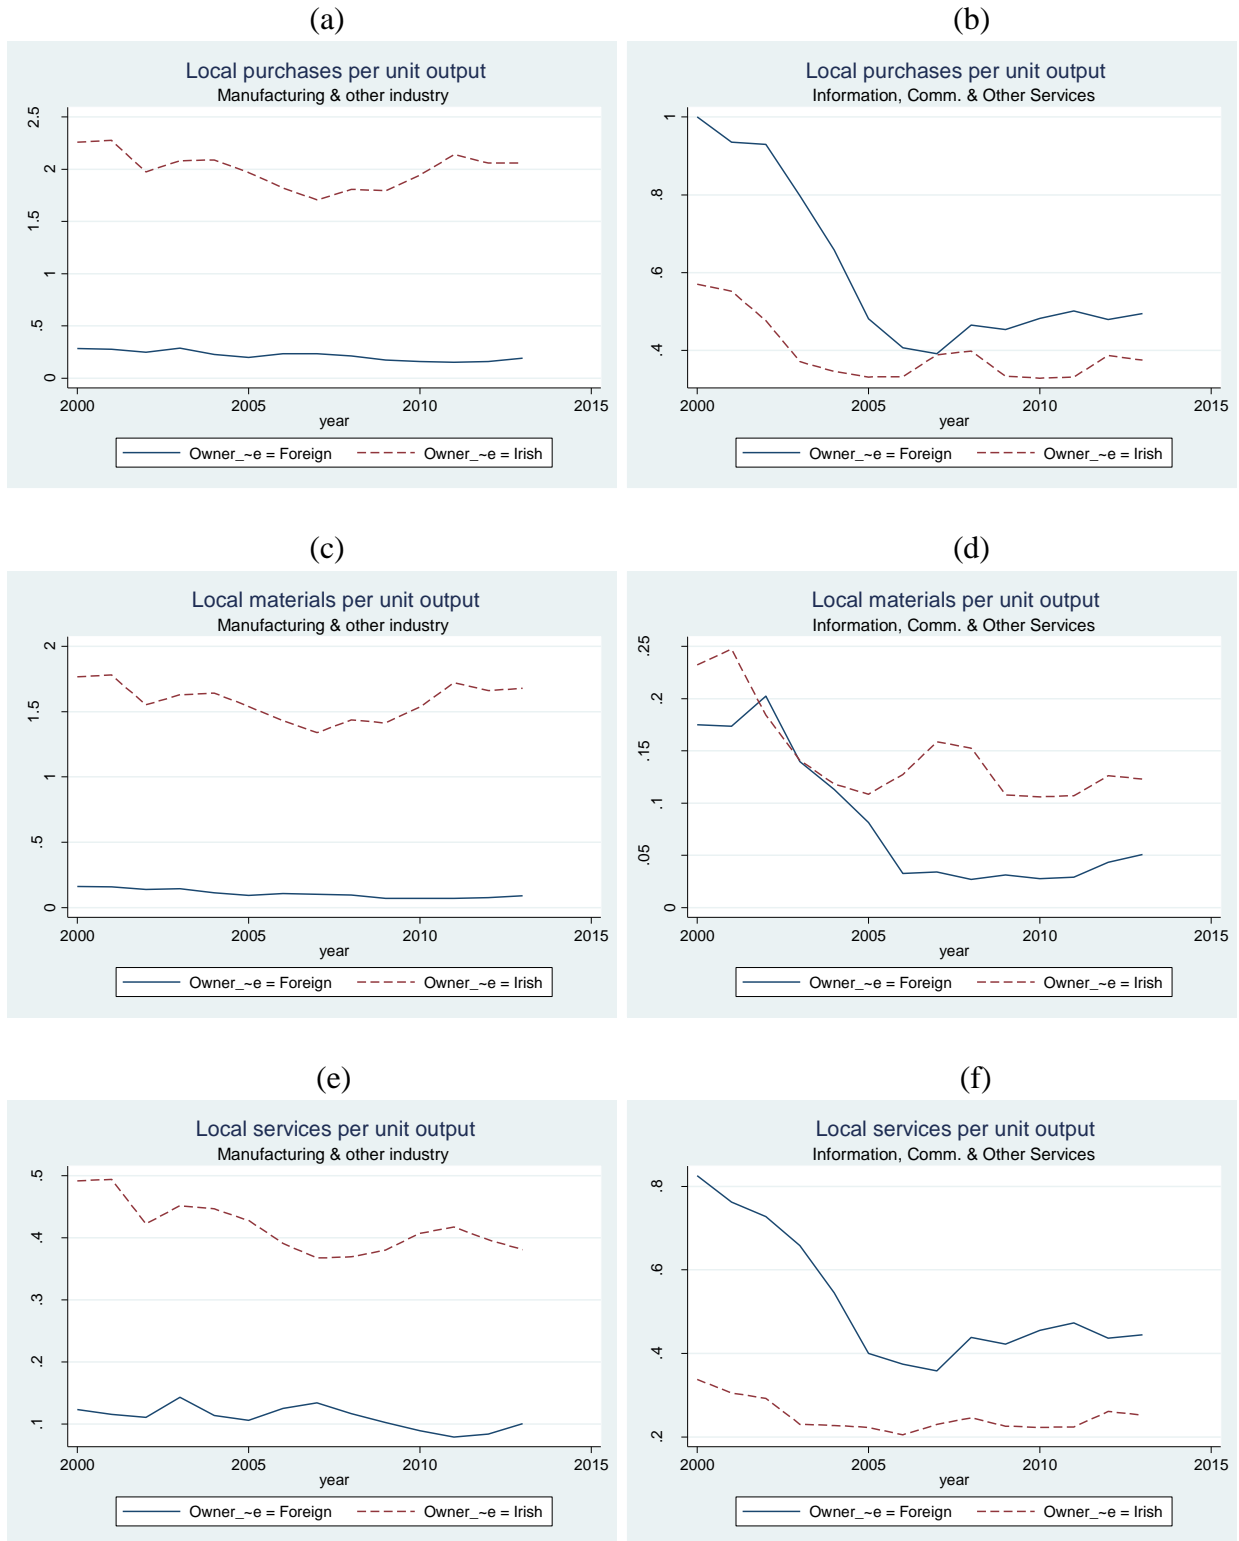 (a)
Local purchases per unit output
Manufacturing & other industry
2.5
2
1.5
1
.5
0
2000 2005 2010 2015
year
Owner_~e = Foreign Owner_~e = Irish
(b)
Local purchases per unit output
Information, Comm. & Other Services
1
.8
.6
.4
2000 2005 2010 2015
year
Owner_~e = Foreign Owner_~e = Irish
(c)
Local materials per unit output
Manufacturing & other industry
2
1.5
1
.5
0
2000 2005 2010 2015
year
Owner_~e = Foreign Owner_~e = Irish
(d)
Local materials per unit output
Information, Comm. & Other Services
.25
.2
.15
.1
.05
0
2000 2005 2010 2015
year
Owner_~e = Foreign Owner_~e = Irish
(e)
Local services per unit output
Manufacturing & other industry
.5
.4
.3
.2
.1
2000 2005 2010 2015
year
Owner_~e = Foreign Owner_~e = Irish
(f)
Local services per unit output
Information, Comm. & Other Services
.8
.6
.4
.2
2000 2005 2010 2015
year
Owner_~e = Foreign Owner_~e = Irish